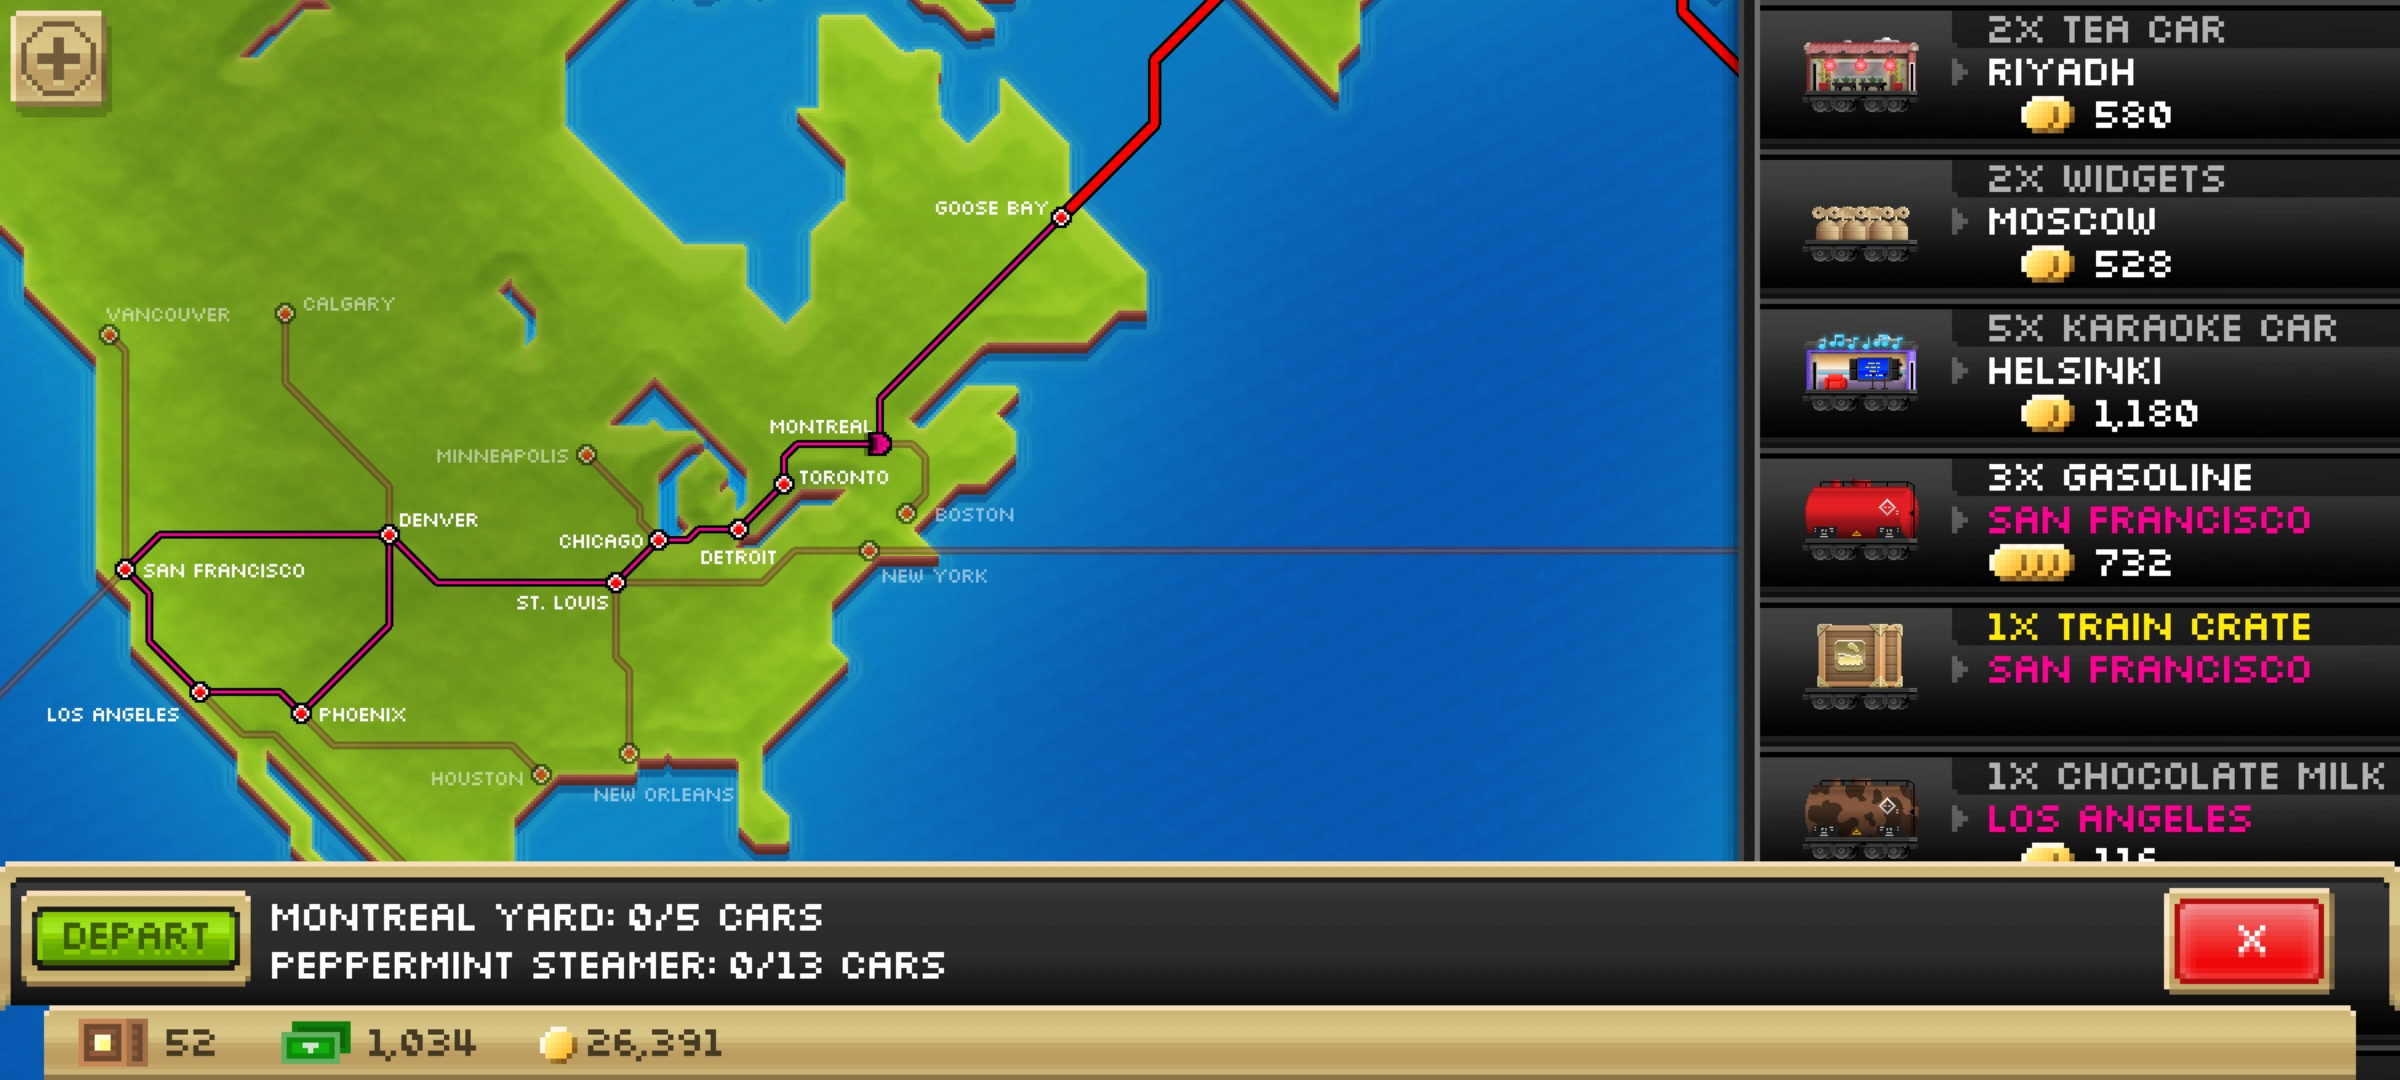 VANCOUVER
CALGARY
GOOSE BAY
MINNEAPOLIS
MONTREAL
TORONTO
BOSTON
CHICAGO
DETROIT
NEW YORK
DENVER
SAN FRANCISCO
ST. LOUIS
LOS ANGELES
PHOENIX
HOUSTON
NEW ORLEANS
2X TEA CAR
RIYADH
580
2X WIDGETS
MOSCOW
528
5X KARAOKE CAR
HELSINKI
1,180
3X GASOLINE
SAN FRANCISCO
732
1X TRAIN CRATE
SAN FRANCISCO
1X CHOCOLATE MILK
LOS ANGELES
116
DEPART
MONTREAL YARD: 0/5 CARS
PEPPERMINT STEAMER: 0/13 CARS
X
52
1,034
26,391